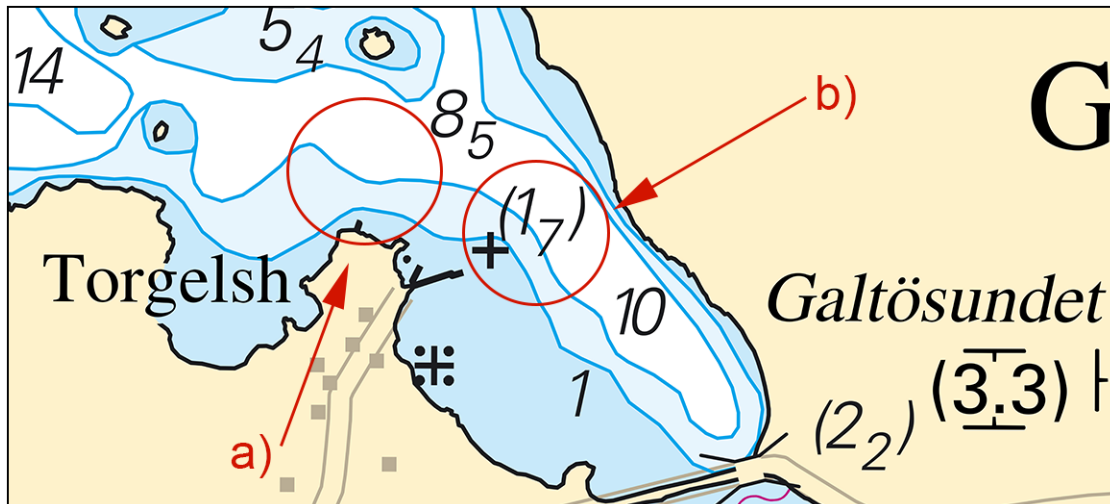 5₄
14
G
b)
8₅
(1₇)
Torgelsh
10
Galtösundet
(3.3)
1
(2₂)
a)